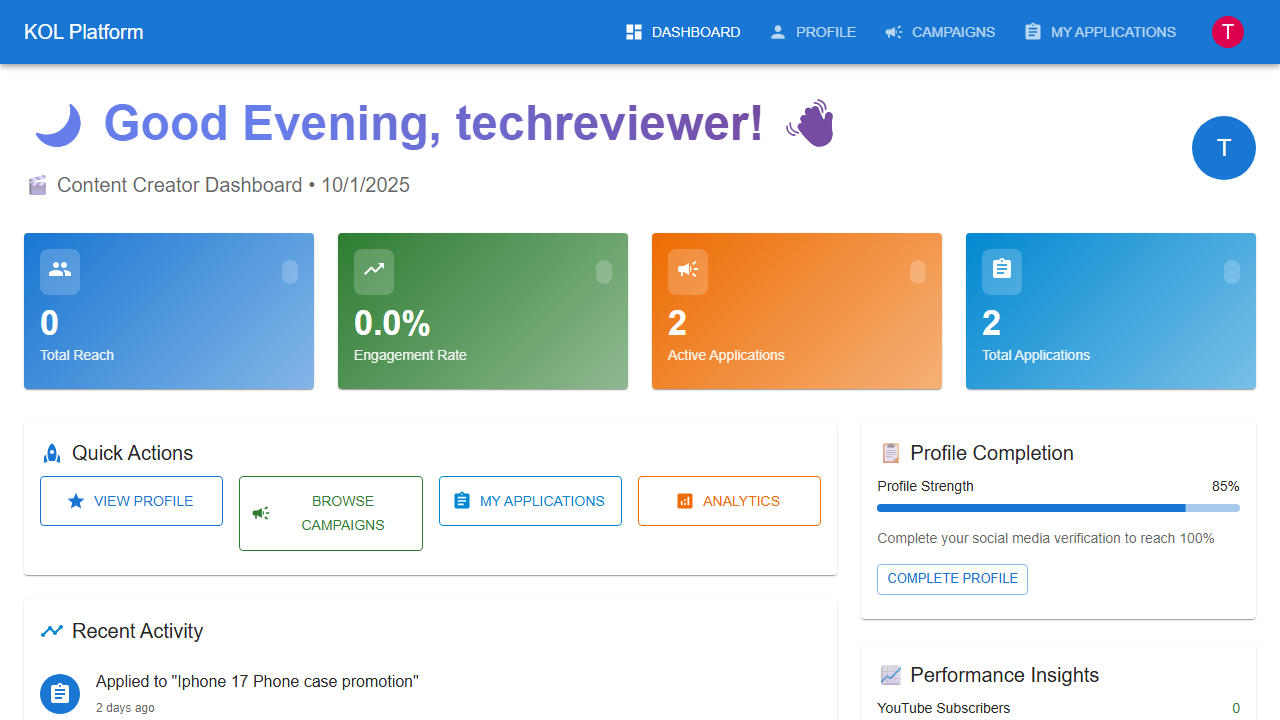 KOL Platform
DASHBOARD
PROFILE
CAMPAIGNS
MY APPLICATIONS
T
Good Evening, techreviewer!
T
Content Creator Dashboard • 10/1/2025
0
Total Reach
0.0%
Engagement Rate
2
Active Applications
2
Total Applications
Quick Actions
VIEW PROFILE
BROWSE
CAMPAIGNS
MY APPLICATIONS
ANALYTICS
Profile Completion
Profile Strength 85%
Complete your social media verification to reach 100%
COMPLETE PROFILE
Recent Activity
Applied to "Iphone 17 Phone case promotion"
2 days ago
Performance Insights
YouTube Subscribers 0